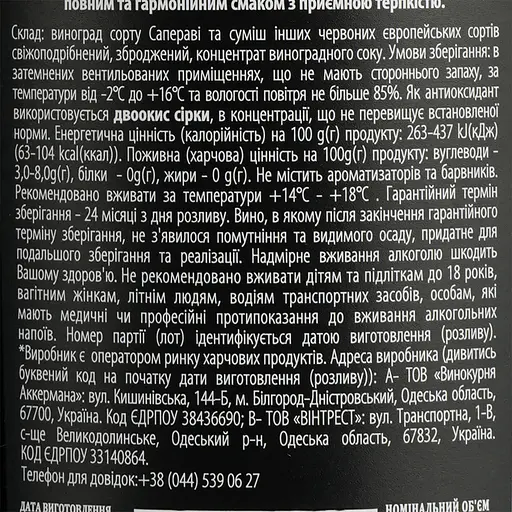 повним та гармонійним смаком з приємною терпкістю.
Склад: виноград сорту Сапераві та суміш інших червоних європейських сортів
свіжоподрібнений, зброджений, концентрат виноградного соку. Умови зберігання: в
затемнених вентильованих приміщеннях, що не мають стороннього запаху, за
температури від -2°С до +16°С та вологості повітря не більше 85%. Як антиоксидант
використовується двоокис сірки, в концентрації, що не перевищує встановленої
норми. Енергетична цінність (калорійність) на 100 g(г) продукту: 263-437 kJ(кДж)
(63-104 kcal(ккал)). Поживна (харчова) цінність на 100g(г) продукту: вуглеводи -
3,0-8,0g(г), білки - 0g(г), жири - 0 g(г). Не містить ароматизаторів та барвників.
Рекомендовано вживати за температури +14°С - +18°С . Гарантійний термін
зберігання - 24 місяці з дня розливу. Вино, в якому після закінчення гарантійного
терміну зберігання, не з'явилося помутніння та видимого осаду, придатне для
подальшого зберігання та реалізації. Надмірне вживання алкоголю шкодить
Вашому здоров'ю. Не рекомендовано вживати дітям та підліткам до 18 років,
вагітним жінкам, літнім людям, водіям транспортних засобів, особам, які
мають медичні чи професійні протипоказання до вживання алкогольних
напоїв. Номер партії (лот) ідентифікується датою виготовлення (розливу).
*Виробник є оператором ринку харчових продуктів. Адреса виробника (дивитись
буквений код на початку дати виготовлення (розливу)): А– ТОВ «Винокурня
Аккермана»: вул. Кишинівська, 144-Б, м. Білгород-Дністровський, Одеська область,
67700, Україна. Код ЄДРПОУ 38436690; В– ТОВ «ВІНТРЕСТ»: вул. Транспортна, 1-В,
с-ще Великодолинське, Одеський р-н, Одеська область, 67832, Україна.
КОД ЄДРПОУ 33140864.
Телефон для довідок:+38 (044) 539 06 27
ДАТА ВИГОТОВЛЕННЯ
НОМІНАЛЬНИЙ ОБ'ЄМ